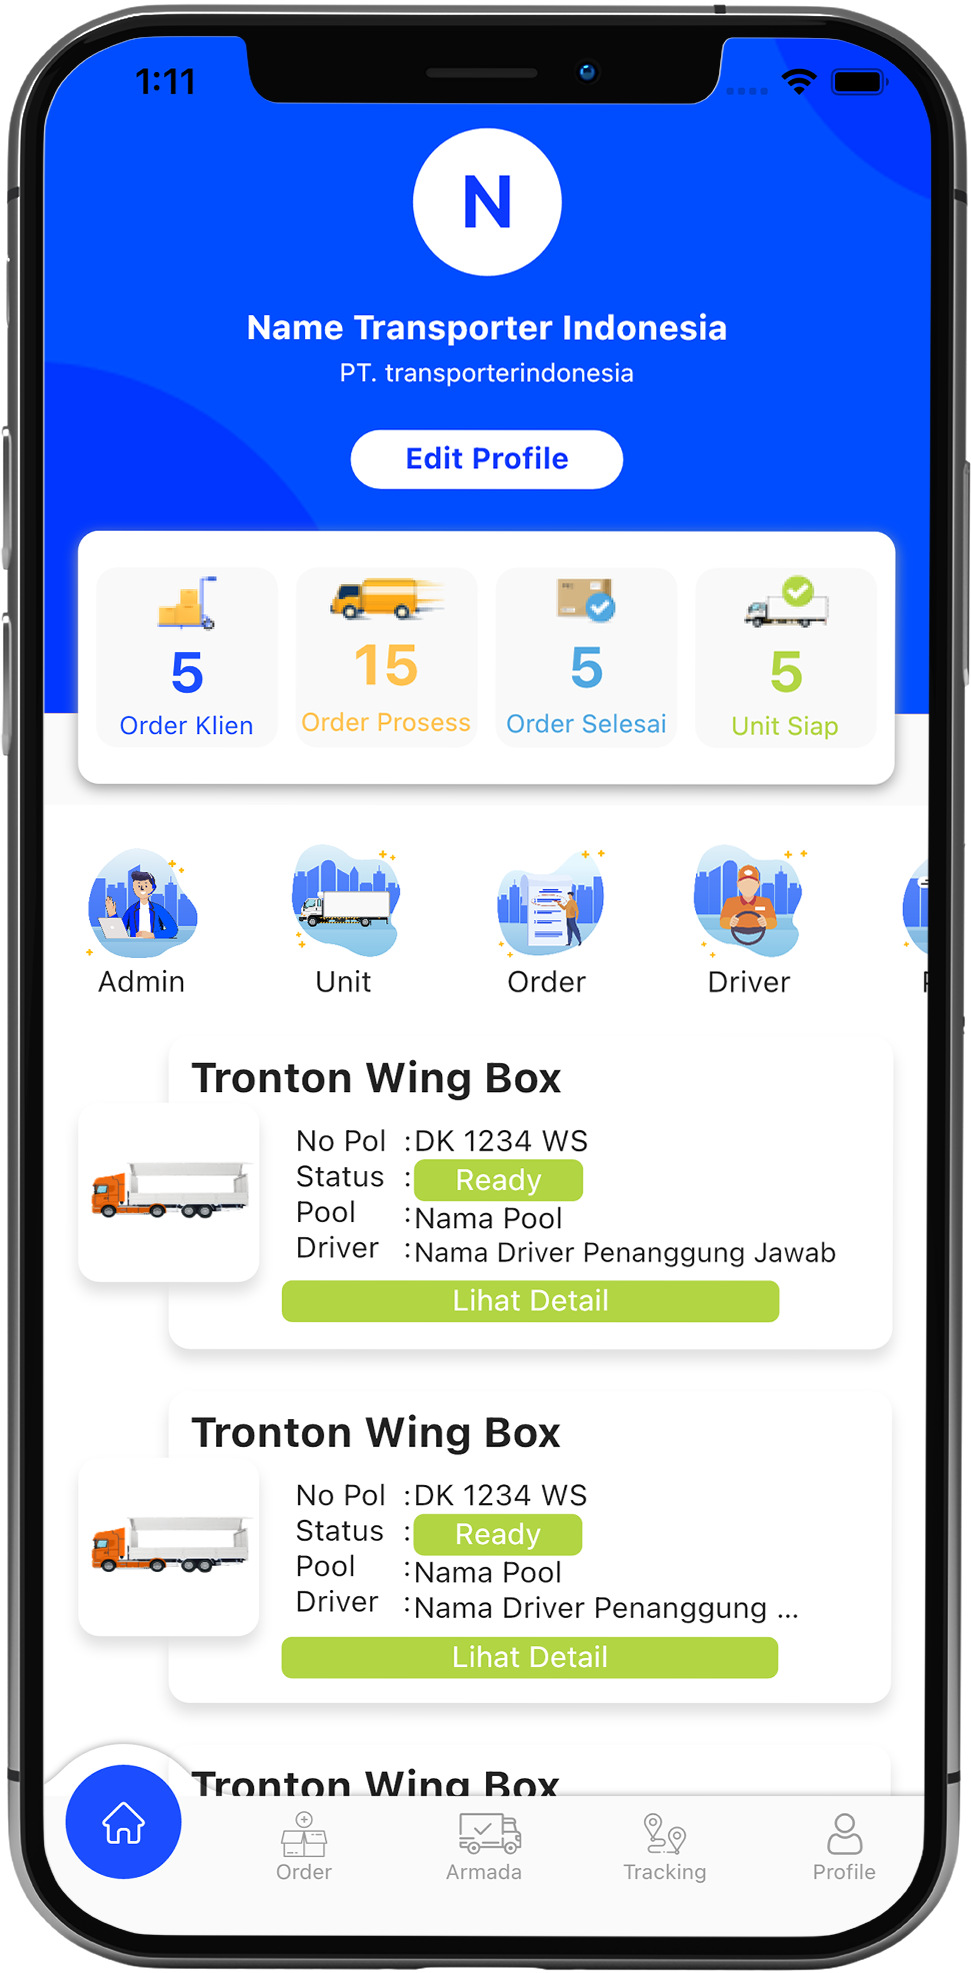 1:11
N
Name Transporter Indonesia
PT. transporterindonesia
Edit Profile
5
Order Klien
15
Order Prosess
5
Order Selesai
5
Unit Siap
Admin
Unit
Order
Driver
Tronton Wing Box
No Pol :DK 1234 WS
Status : Ready
Pool :Nama Pool
Driver :Nama Driver Penanggung Jawab
Lihat Detail
Tronton Wing Box
No Pol :DK 1234 WS
Status : Ready
Pool :Nama Pool
Driver :Nama Driver Penanggung ...
Lihat Detail
Tronton Wing Box
Order
Armada
Tracking
Profile